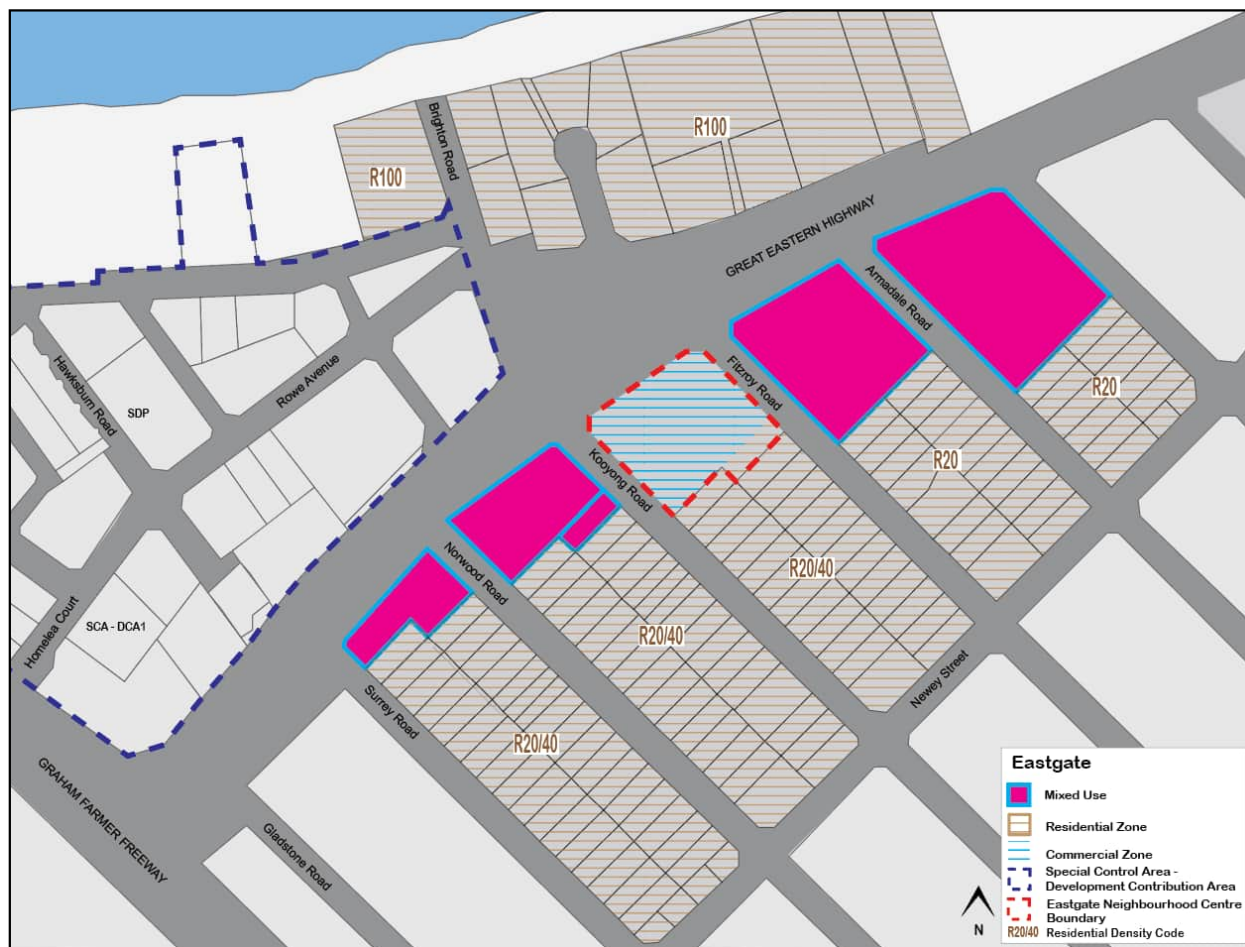 Brighton Road
R100
R100
GREAT EASTERN HIGHWAY
Armadale Road
Hawksburn Road
Rowe Avenue
SDP
Fitzroy Road
R20
R20
Kooyong Road
Norwood Road
R20/40
R20/40
R20/40
Homelea Court
SCA - DCA1
Surrey Road
Newey Street
GRAHAM FARMER FREEWAY
Gladstone Road
N
Eastgate
Mixed Use
Residential Zone
Commercial Zone
Special Control Area -
Development Contribution Area
Eastgate Neighbourhood Centre
Boundary
R20/40 Residential Density Code